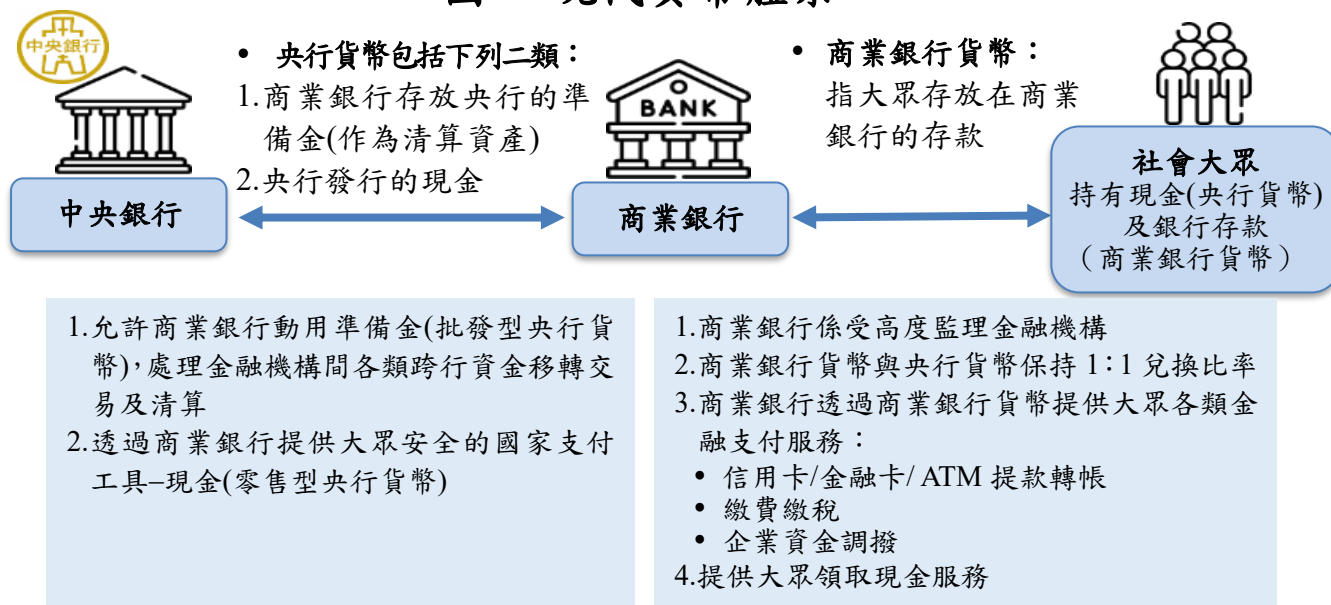 中央銀行
• 央行貨幣包括下列二類：
1.商業銀行存放央行的準
備金(作為清算資產)
2.央行發行的現金
中央銀行
BANK
商業銀行
• 商業銀行貨幣：
指大眾存放在商業
銀行的存款
社會大眾
持有現金(央行貨幣)
及銀行存款
（商業銀行貨幣）
1.允許商業銀行動用準備金(批發型央行貨
幣)，處理金融機構間各類跨行資金移轉交
易及清算
2.透過商業銀行提供大眾安全的國家支付
工具–現金(零售型央行貨幣)
1.商業銀行係受高度監理金融機構
2.商業銀行貨幣與央行貨幣保持 1：1 兌換比率
3.商業銀行透過商業銀行貨幣提供大眾各類金
融支付服務：
• 信用卡/金融卡/ ATM 提款轉帳
• 繳費繳稅
• 企業資金調撥
4.提供大眾領取現金服務